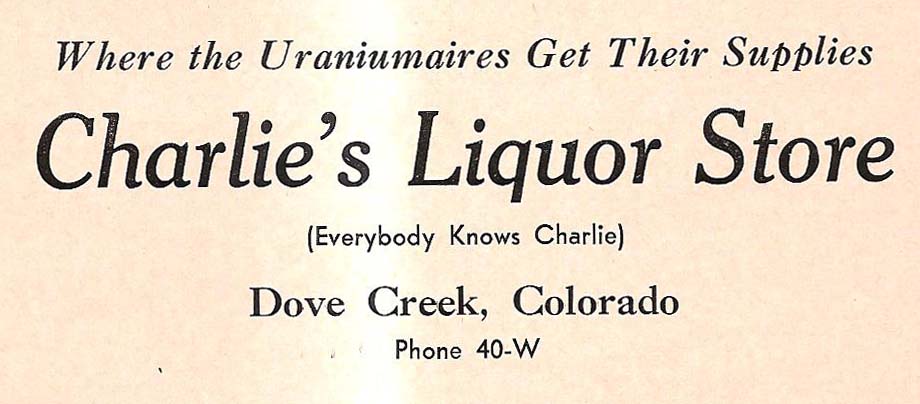 Where the Uraniumaires Get Their Supplies
Charlie's Liquor Store
(Everybody Knows Charlie)
Dove Creek, Colorado
Phone 40-W